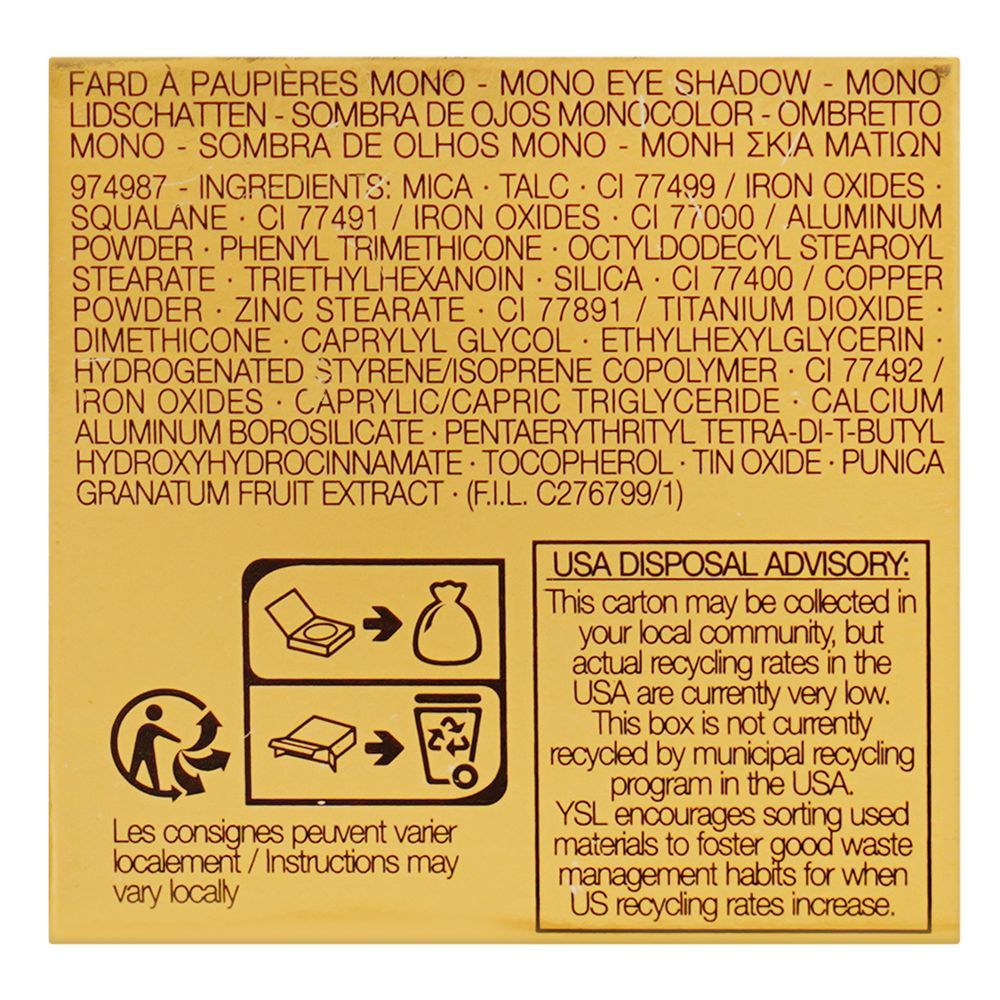 FARD À PAUPIÈRES MONO - MONO EYE SHADOW - MONO
LIDSCHATTEN - SOMBRA DE OJOS MONOCOLOR - OMBRETTO
MONO - SOMBRA DE OLHOS MONO - ΜΟΝΗ ΣΚΙΑ ΜΑΤΙΩΝ
974987 - INGREDIENTS: MICA · TALC · CI 77499 / IRON OXIDES ·
SQUALANE · CI 77491 / IRON OXIDES · CI 77000 / ALUMINUM
POWDER · PHENYL TRIMETHICONE · OCTYLDODECYL STEAROYL
STEARATE · TRIETHYLHEXANOIN · SILICA · CI 77400 / COPPER
POWDER · ZINC STEARATE · CI 77891 / TITANIUM DIOXIDE ·
DIMETHICONE · CAPRYLYL GLYCOL · ETHYLHEXYLGLYCERIN ·
HYDROGENATED STYRENE/ISOPRENE COPOLYMER · CI 77492 /
IRON OXIDES · CAPRYLIC/CAPRIC TRIGLYCERIDE · CALCIUM
ALUMINUM BOROSILICATE · PENTAERYTHRITYL TETRA-DI-T-BUTYL
HYDROXYHYDROCINNAMATE · TOCOPHEROL · TIN OXIDE · PUNICA
GRANATUM FRUIT EXTRACT · (F.I.L. C276799/1)
Les consignes peuvent varier
localement / Instructions may
vary locally
USA DISPOSAL ADVISORY:
This carton may be collected in
your local community, but
actual recycling rates in the
USA are currently very low.
This box is not currently
recycled by municipal recycling
program in the USA.
YSL encourages sorting used
materials to foster good waste
management habits for when
US recycling rates increase.